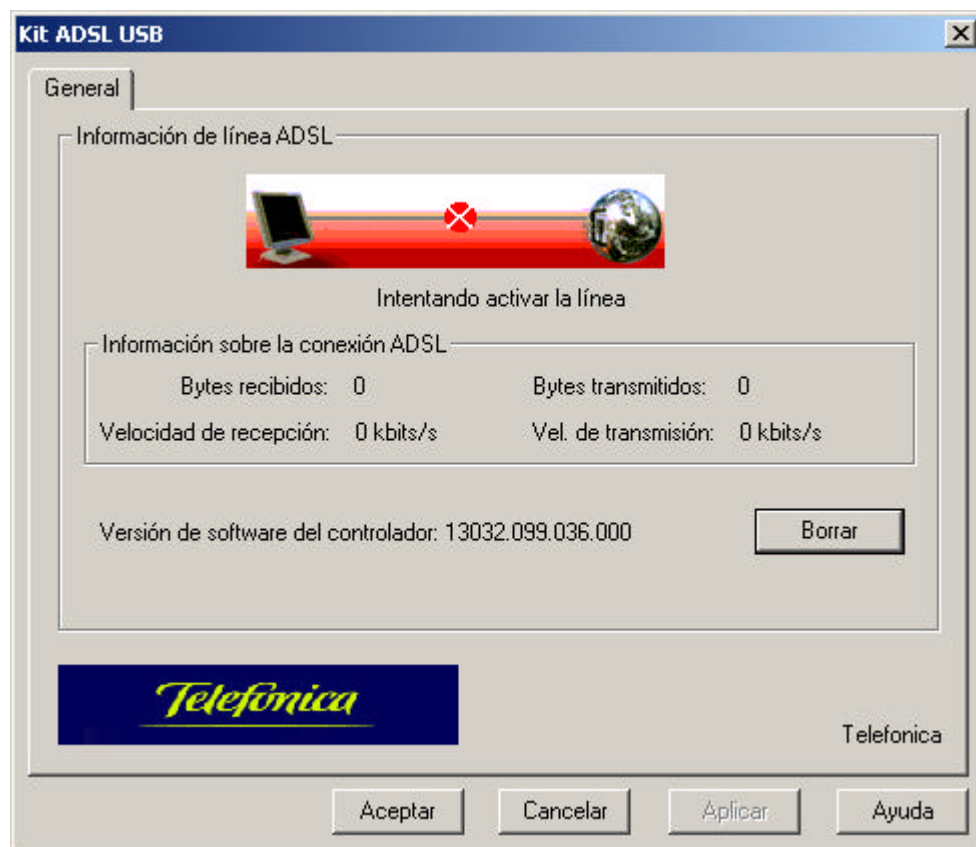 Kit ADSL USB
General
Información de línea ADSL
Intentando activar la línea
Información sobre la conexión ADSL
Bytes recibidos: 0 Bytes transmitidos: 0
Velocidad de recepción: 0 kbits/s Vel. de transmisión: 0 kbits/s
Versión de software del controlador: 13032.099.036.000 Borrar
Telefónica
Telefonica
Aceptar Cancelar Aplicar Ayuda